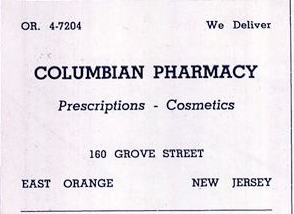 OR. 4-7204 We Deliver
COLUMBIAN PHARMACY
Prescriptions - Cosmetics
160 GROVE STREET
EAST ORANGE NEW JERSEY